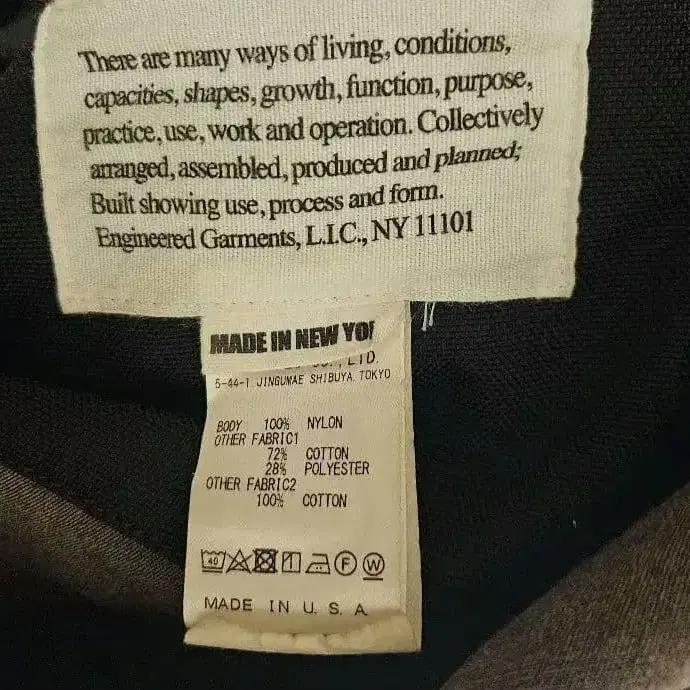 There are many ways of living, conditions,
capacities, shapes, growth, function, purpose,
practice, use, work and operation. Collectively
arranged, assembled, produced and planned;
Built showing use, process and form.
Engineered Garments, L.I.C., NY 11101
MADE IN NEW YO
LTD.
5-44-1 JINGUMAE SHIBUYA TOKYO
BODY 100% NYLON
OTHER FABRIC1
72% COTTON
28% POLYESTER
OTHER FABRIC2
100% COTTON
40 F W
MADE IN U. S. A